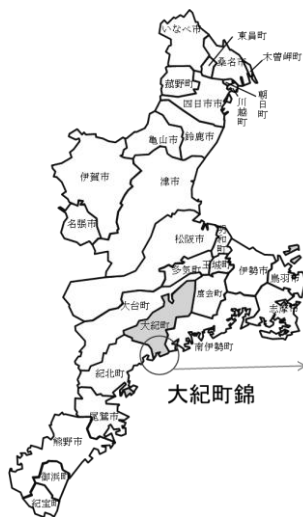 いなべ市
東員町
桑名市
木曽岬町
菰野町
朝日町
川越町
四日市市
亀山市
鈴鹿市
伊賀市
津市
名張市
松阪市
明和町
多気町
玉城町
伊勢市
鳥羽市
度会町
志摩市
大台町
大紀町
南伊勢町
紀北町
大紀町錦
尾鷲市
熊野市
御浜町
紀宝町